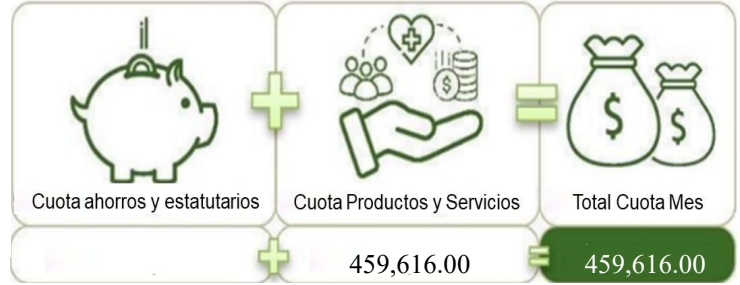 Cuota ahorros y estatutarios
Cuota Productos y Servicios
Total Cuota Mes
+ 459,616.00 = 459,616.00